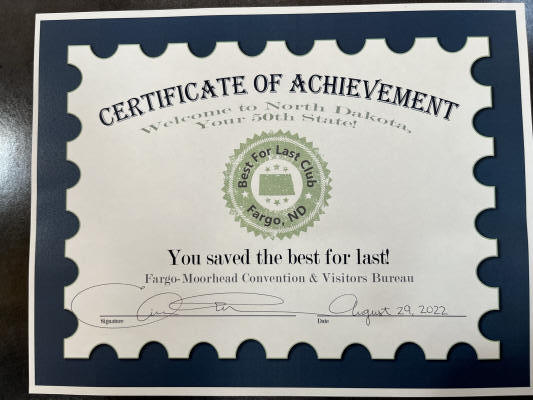 CERTIFICATE OF ACHIEVEMENT
Welcome to North Dakota,
Your 50th State!
Best For Last Club
Fargo, ND
You saved the best for last!
Fargo-Moorhead Convention & Visitors Bureau
August 29, 2022
Signature
Date